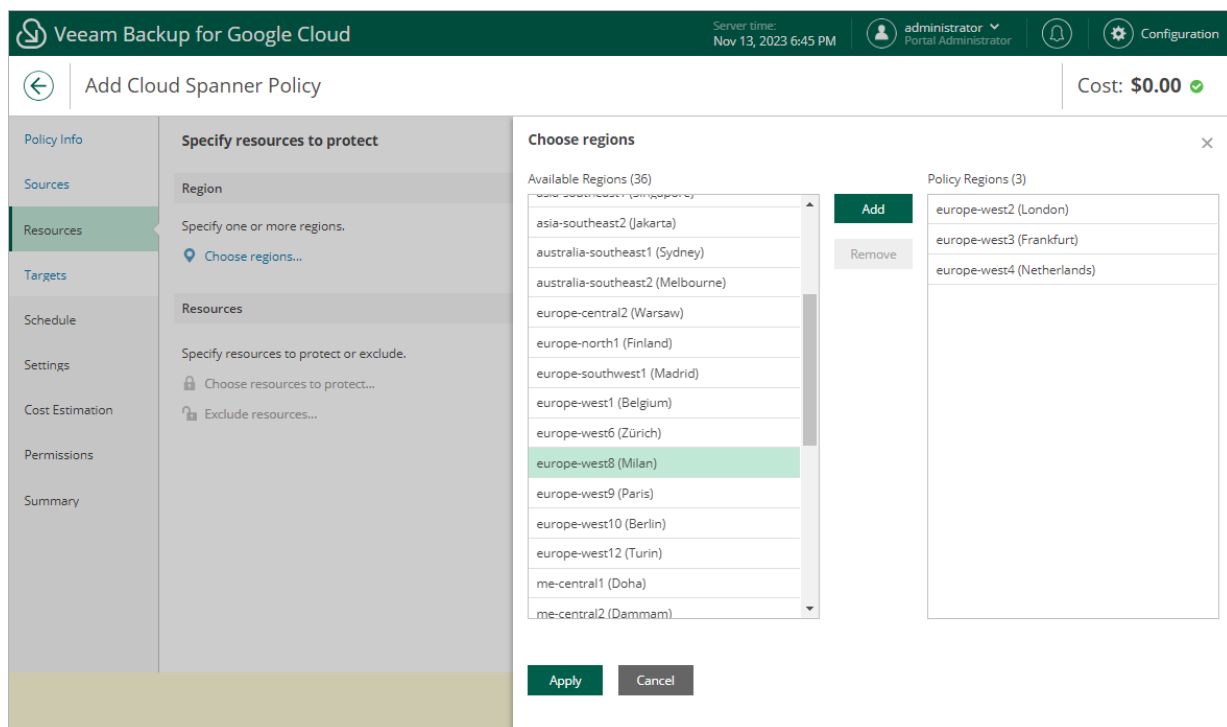 Veeam Backup for Google Cloud
Server time:
Nov 13, 2023 6:45 PM
administrator
Portal Administrator
Configuration
Add Cloud Spanner Policy
Cost: $0.00
Policy Info
Sources
Resources
Targets
Schedule
Settings
Cost Estimation
Permissions
Summary
Specify resources to protect
Region
Specify one or more regions.
Choose regions...
Resources
Specify resources to protect or exclude.
Choose resources to protect...
Exclude resources...
Choose regions
Available Regions (36)
asia-southeast1 (Singapore)
asia-southeast2 (Jakarta)
australia-southeast1 (Sydney)
australia-southeast2 (Melbourne)
europe-central2 (Warsaw)
europe-north1 (Finland)
europe-southwest1 (Madrid)
europe-west1 (Belgium)
europe-west6 (Zürich)
europe-west8 (Milan)
europe-west9 (Paris)
europe-west10 (Berlin)
europe-west12 (Turin)
me-central1 (Doha)
me-central2 (Dammam)
Add
Remove
Policy Regions (3)
europe-west2 (London)
europe-west3 (Frankfurt)
europe-west4 (Netherlands)
Apply
Cancel